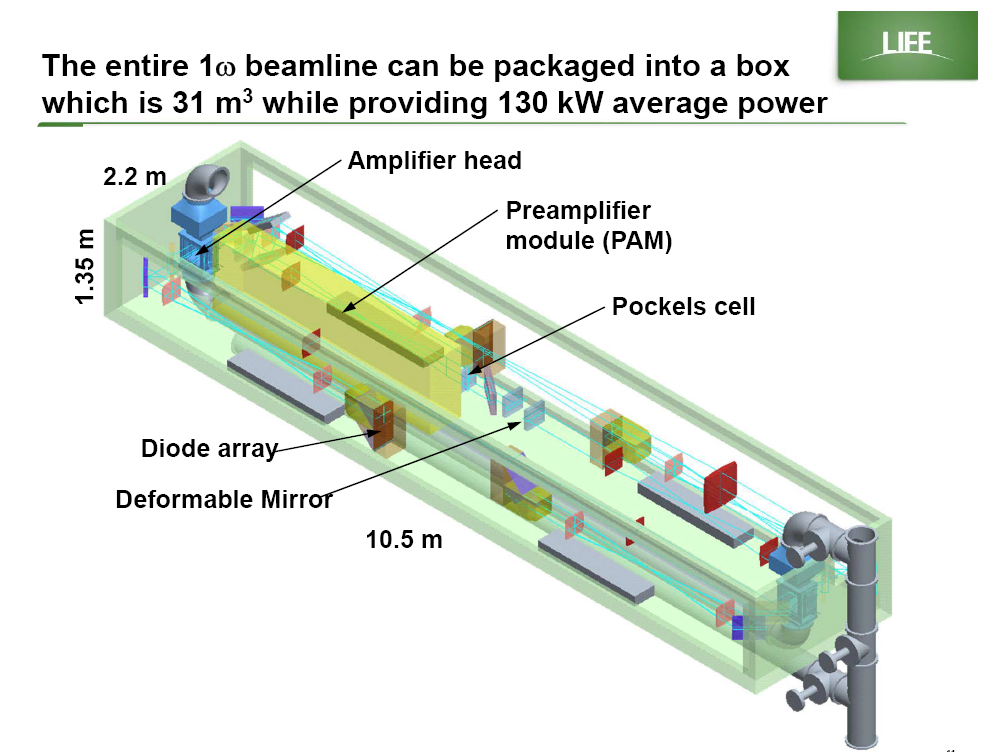 LIFE
The entire 1ω beamline can be packaged into a box
which is 31 m³ while providing 130 kW average power
Amplifier head
2.2 m
Preamplifier
module (PAM)
1.35 m
Pockels cell
Diode array
Deformable Mirror
10.5 m